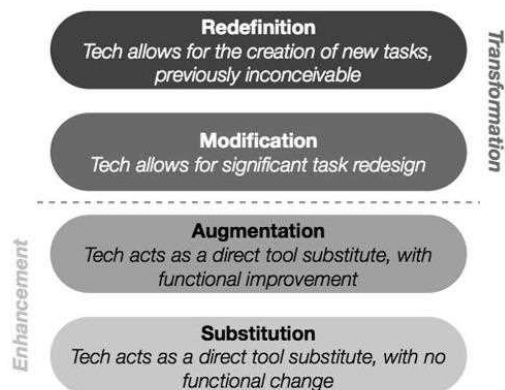 Redefinition
Tech allows for the creation of new tasks,
previously inconceivable
Modification
Tech allows for significant task redesign
Transformation
Augmentation
Tech acts as a direct tool substitute, with
functional improvement
Substitution
Tech acts as a direct tool substitute, with no
functional change
Enhancement